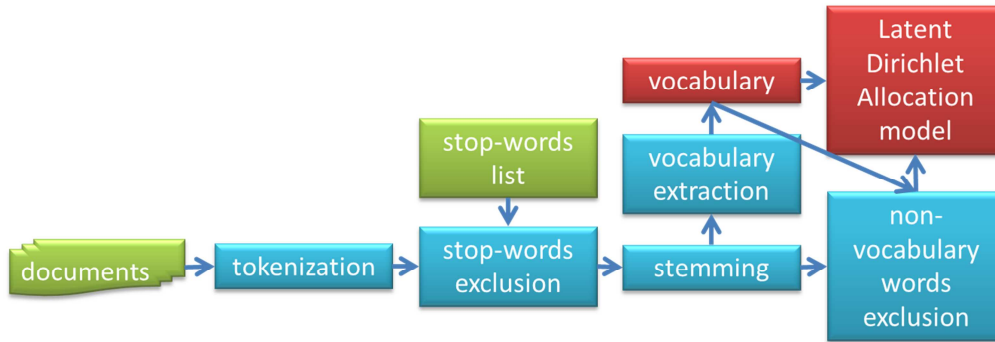 documents
tokenization
stop-words
list
stop-words
exclusion
stemming
vocabulary
extraction
vocabulary
Latent
Dirichlet
Allocation
model
non-
vocabulary
words
exclusion